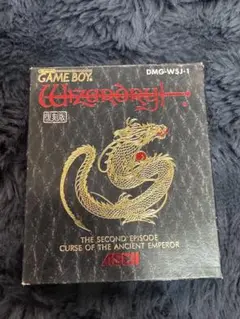 GAME BOY
DMG-WSJ-1
Wizardry
THE SECOND EPISODE
CURSE OF THE ANCIENT EMPEROR
ASCII